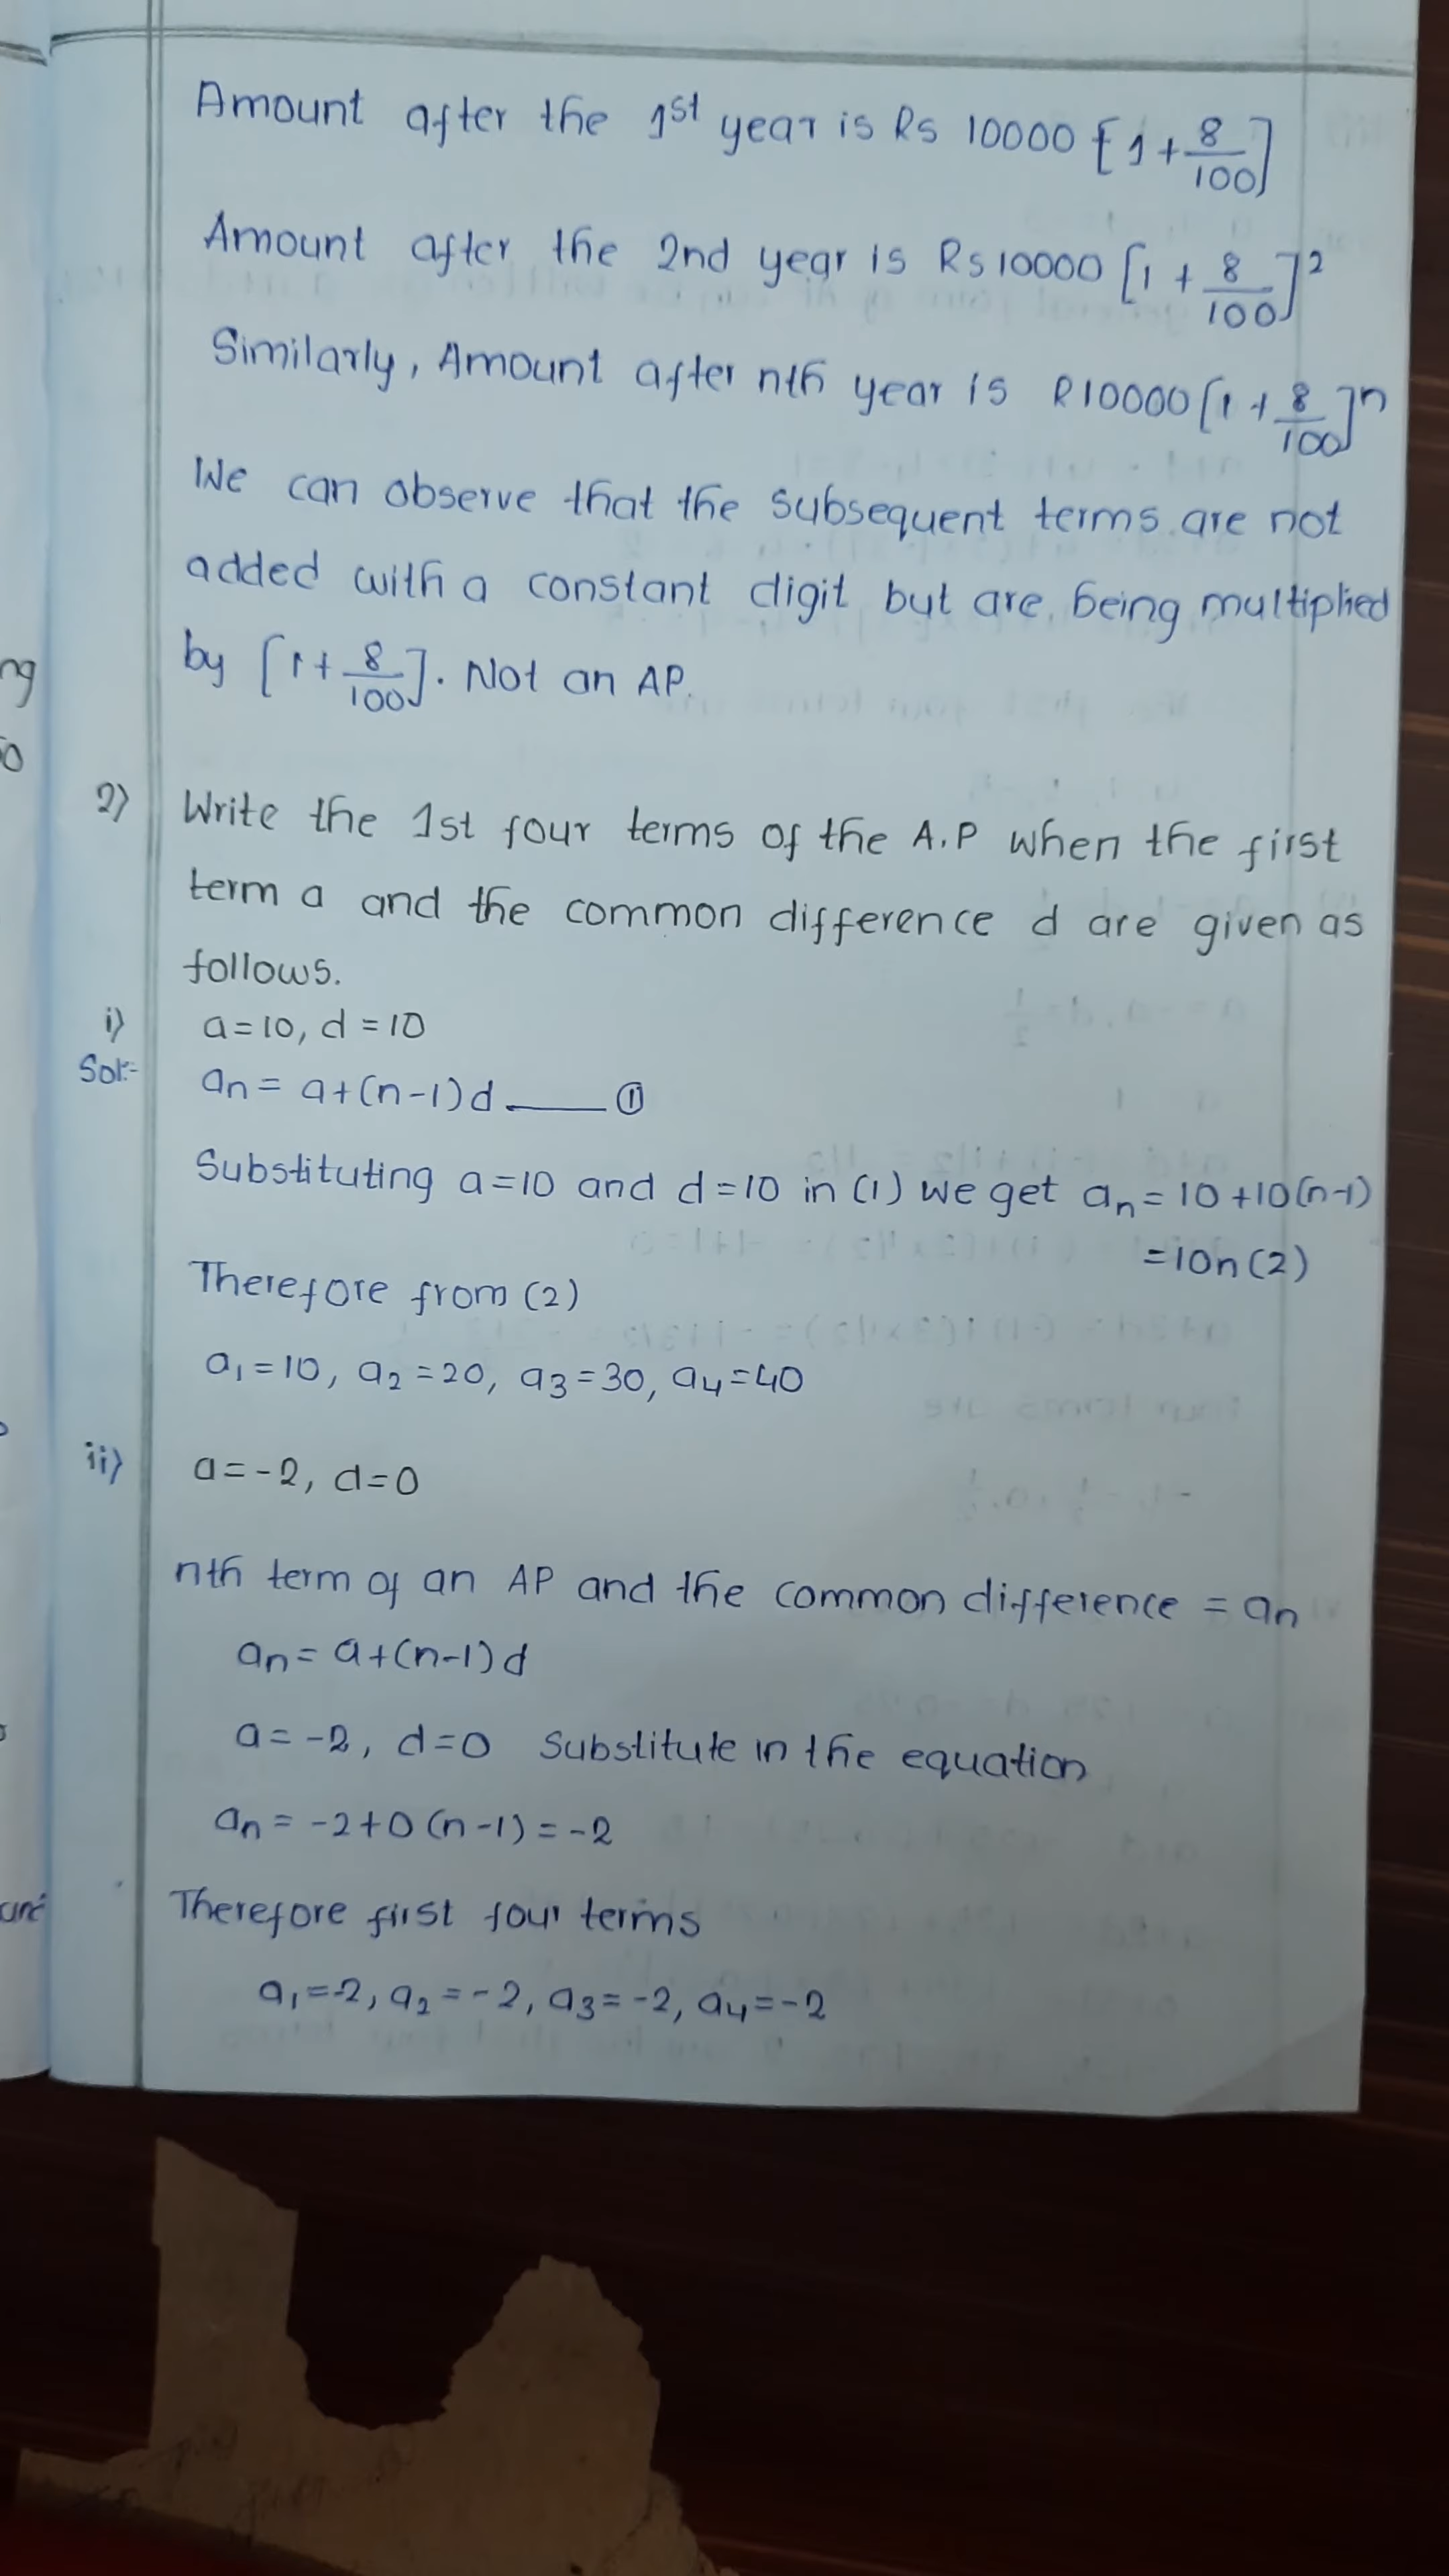 Amount after the 1st year is Rs 10000 [1 + 8/100]
Amount after the 2nd year is Rs 10000 [1 + 8/100]²
Similarly, Amount after nth year is R10000 [1 + 8/100]ⁿ
We can observe that the subsequent terms are not
added with a constant digit but are being multiplied
by [1 + 8/100]. Not an AP.
2) Write the 1st four terms of the A.P when the first
term a and the common difference d are given as
follows.
i) a=10, d=10
Sol:- an = a+(n-1)d —— ①
Substituting a=10 and d=10 in (1) we get an = 10+10(n-1)
=10n (2)
Therefore from (2)
a1=10, a2=20, a3=30, a4=40
ii) a=-2, d=0
nth term of an AP and the common difference = an
an = a+(n-1)d
a=-2, d=0 Substitute in the equation
an = -2+0(n-1) = -2
Therefore first four terms
a1=-2, a2=-2, a3=-2, a4=-2